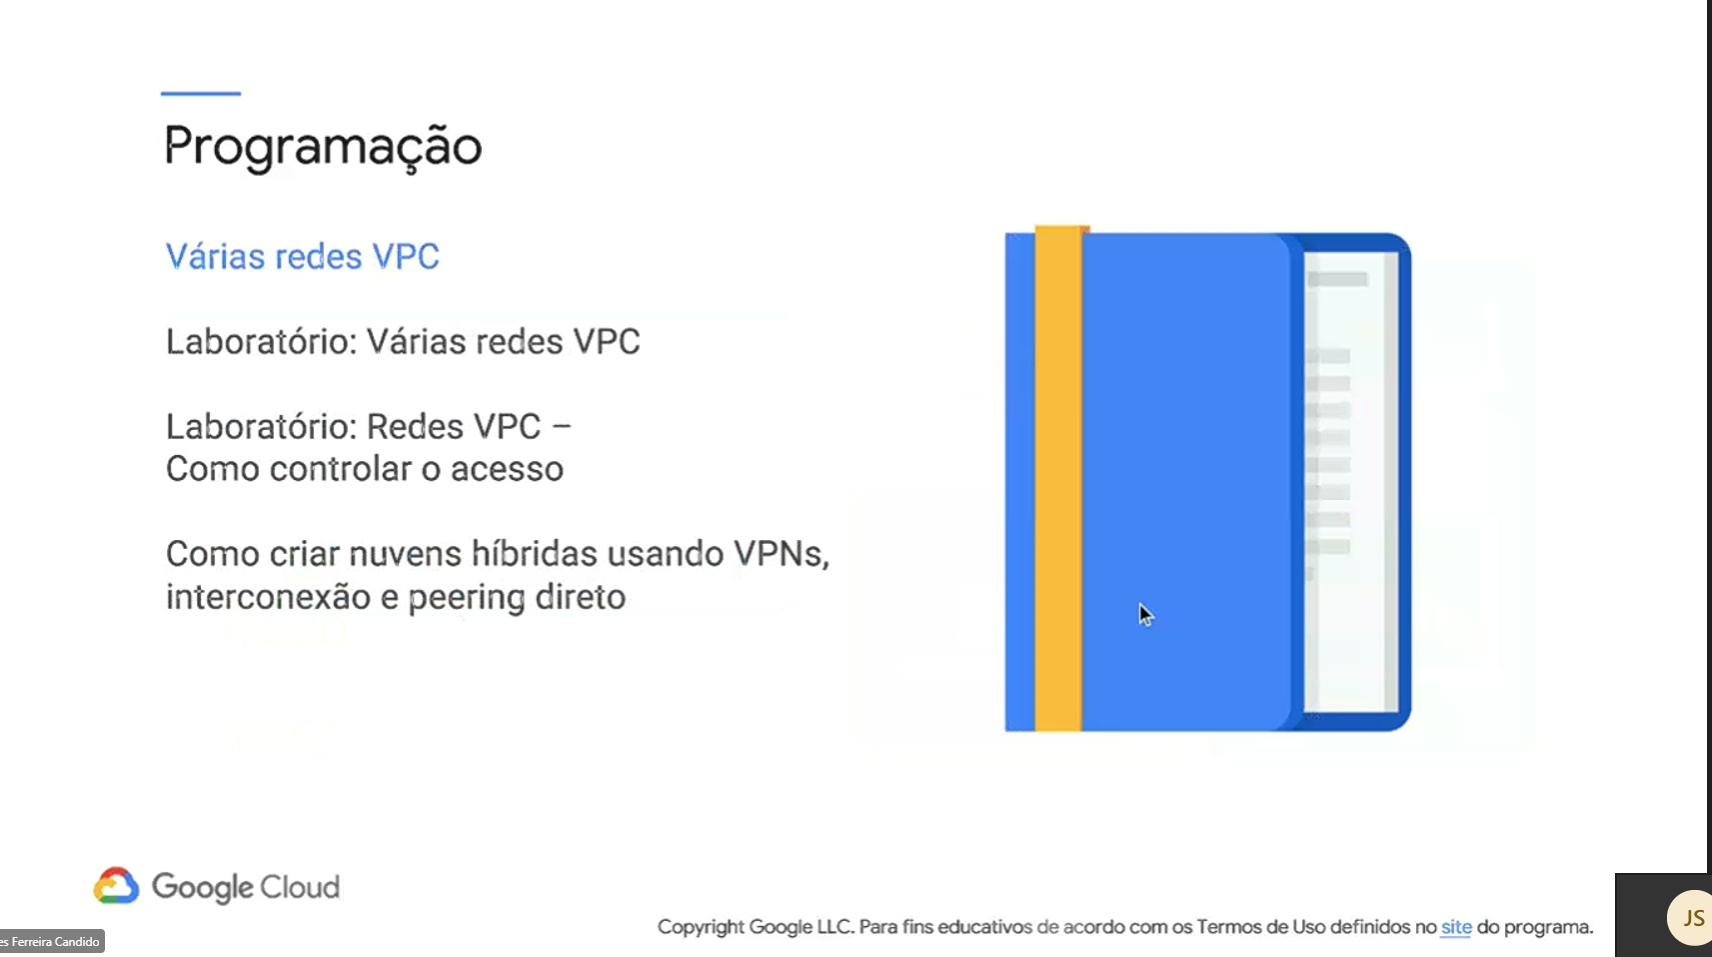 Programação
Várias redes VPC
Laboratório: Várias redes VPC
Laboratório: Redes VPC –
Como controlar o acesso
Como criar nuvens híbridas usando VPNs,
interconexão e peering direto
Google Cloud
Copyright Google LLC. Para fins educativos de acordo com os Termos de Uso definidos no site do programa.
JS
es Ferreira Candido